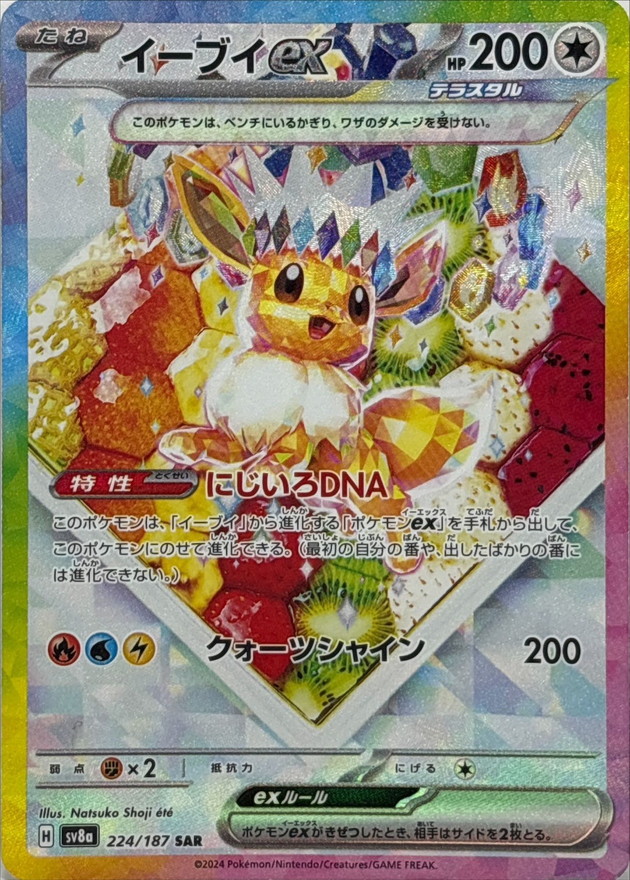 たね
イーブイex
HP200
テラスタル
このポケモンは、ベンチにいるかぎり、ワザのダメージを受けない。
特性 とくせい にじいろDNA
このポケモンは、「イーブイ」から進化する「ポケモンex」を手札から出して、
このポケモンにのせて進化できる。（最初の自分の番や、出したばかりの番に
は進化できない。）
クォーツシャイン 200
弱点 ×2 抵抗力 にげる
Illus. Natsuko Shoji été
exルール
ポケモンexがきぜつしたとき、相手はサイドを2枚とる。
H sv8a 224/187 SAR
©2024 Pokémon/Nintendo/Creatures/GAME FREAK.